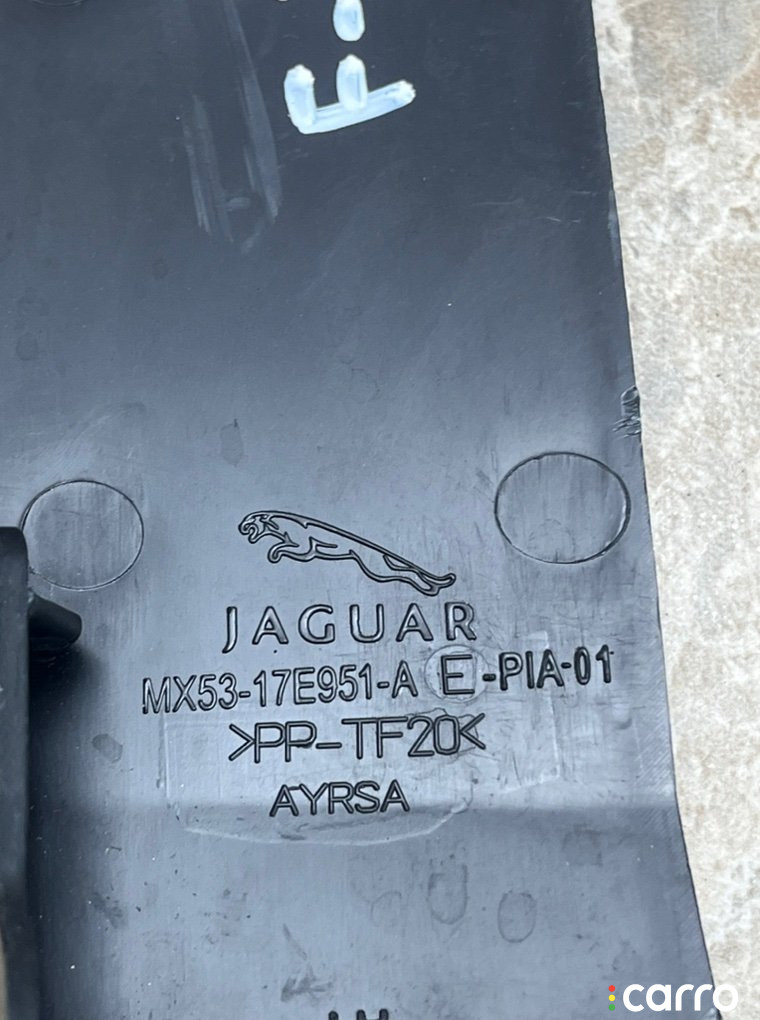 JAGUAR
MX53-17E951-A E-PIA-01
>PP-TF20<
AYRSA
carro